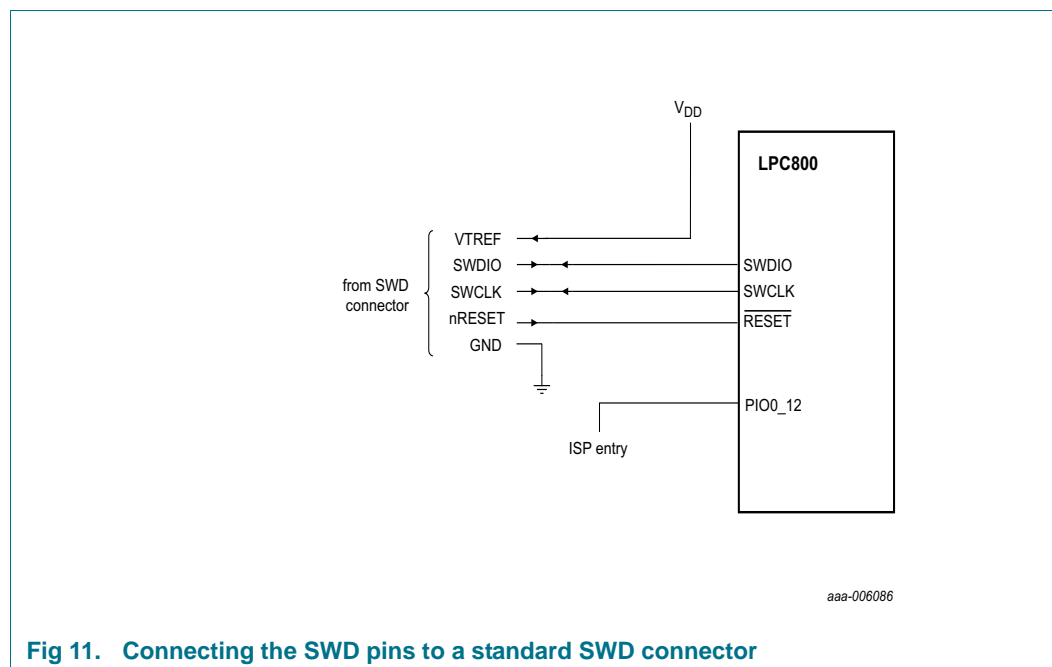 VDD
LPC800
VTREF
SWDIO
SWCLK
nRESET
GND
from SWD
connector
SWDIO
SWCLK
RESET
PIO0_12
ISP entry
aaa-006086
Fig 11. Connecting the SWD pins to a standard SWD connector